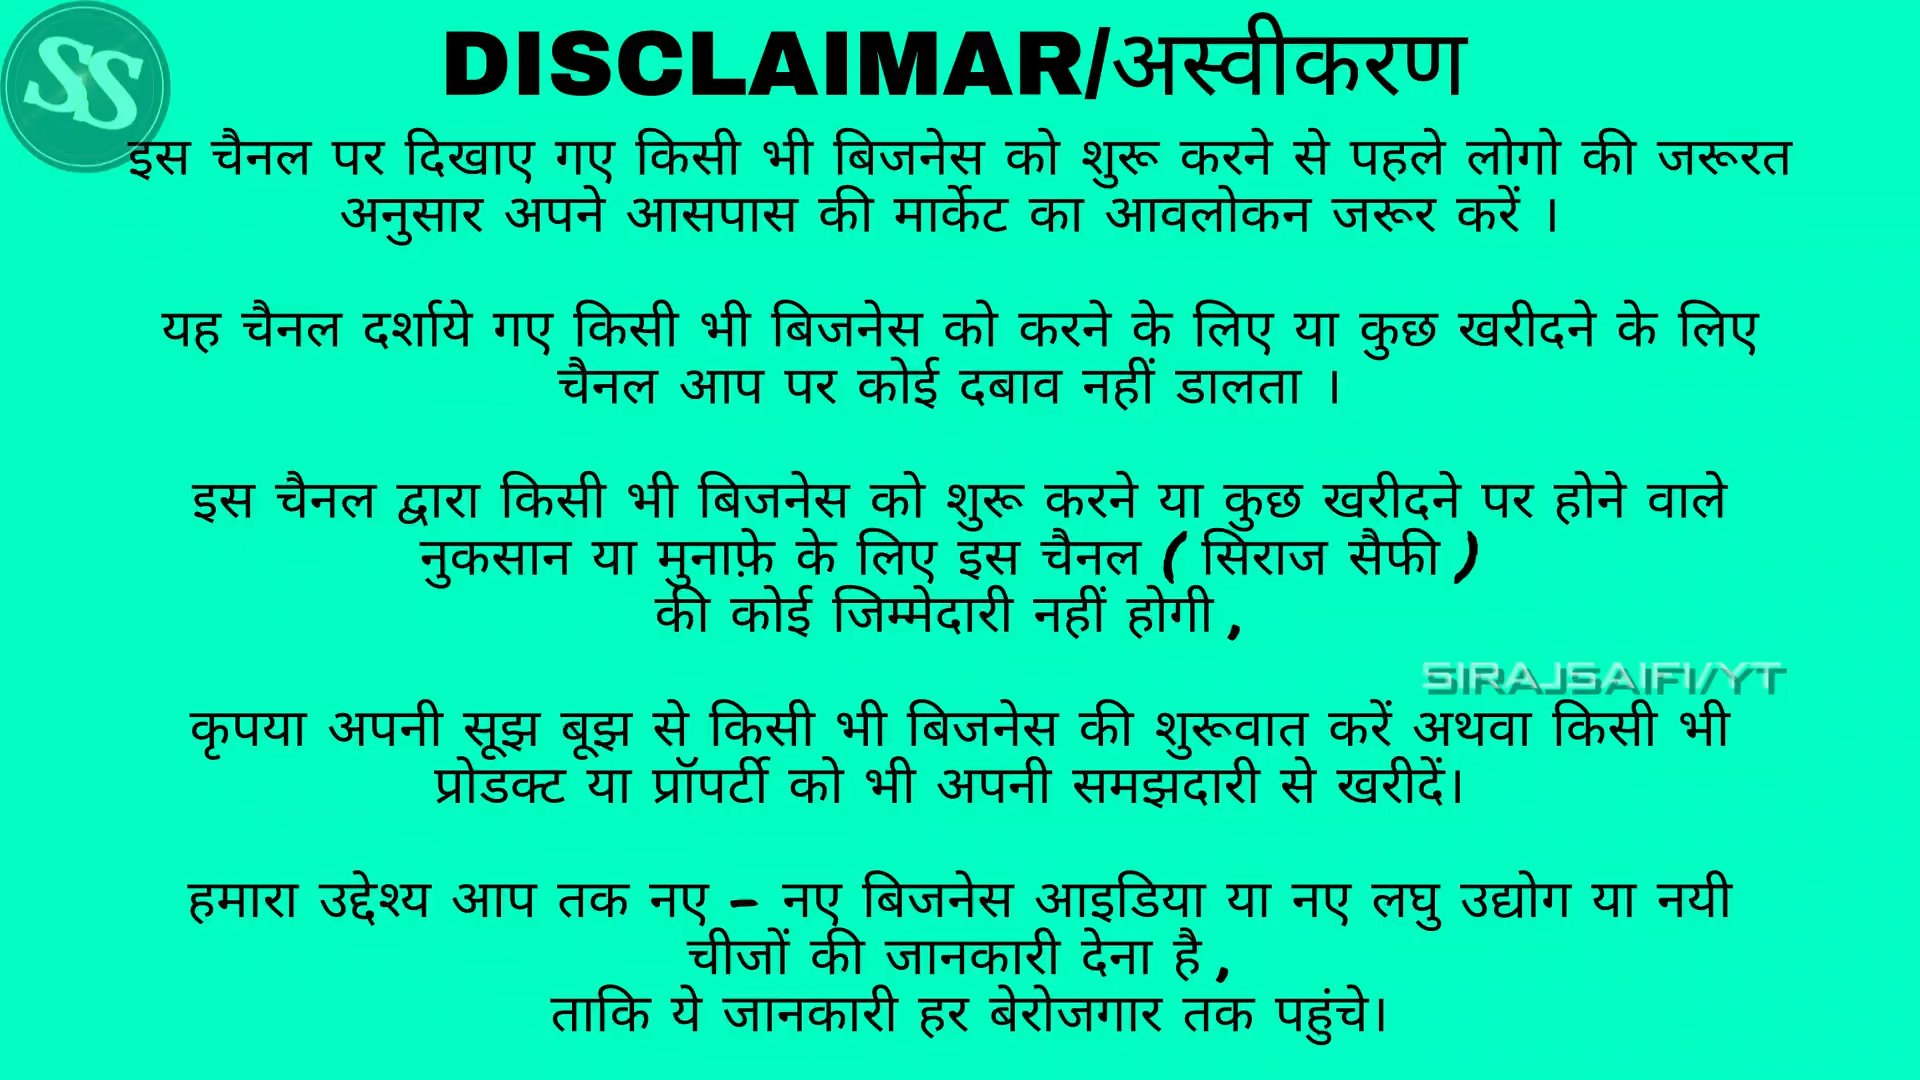 SS
DISCLAIMAR/अस्वीकरण
इस चैनल पर दिखाए गए किसी भी बिजनेस को शुरू करने से पहले लोगो की जरूरत
अनुसार अपने आसपास की मार्केट का आवलोकन जरूर करें ।
यह चैनल दर्शाये गए किसी भी बिजनेस को करने के लिए या कुछ खरीदने के लिए
चैनल आप पर कोई दबाव नहीं डालता ।
इस चैनल द्वारा किसी भी बिजनेस को शुरू करने या कुछ खरीदने पर होने वाले
नुकसान या मुनाफ़े के लिए इस चैनल ( सिराज सैफी )
की कोई जिम्मेदारी नहीं होगी ,
SIRAJSAIFI/YT
कृपया अपनी सूझ बूझ से किसी भी बिजनेस की शुरूवात करें अथवा किसी भी
प्रोडक्ट या प्रॉपर्टी को भी अपनी समझदारी से खरीदें।
हमारा उद्देश्य आप तक नए - नए बिजनेस आइडिया या नए लघु उद्योग या नयी
चीजों की जानकारी देना है ,
ताकि ये जानकारी हर बेरोजगार तक पहुंचे।